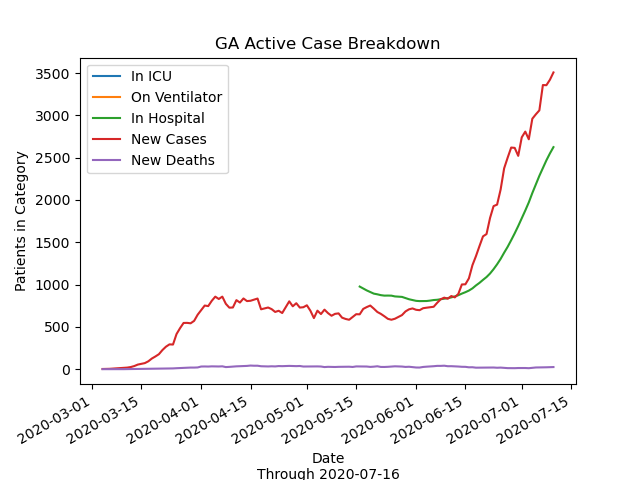 GA Active Case Breakdown
In ICU
On Ventilator
In Hospital
New Cases
New Deaths
Patients in Category
3500
3000
2500
2000
1500
1000
500
0
2020-03-01
2020-03-15
2020-04-01
2020-04-15
2020-05-01
2020-05-15
2020-06-01
2020-06-15
2020-07-01
2020-07-15
Date
Through 2020-07-16